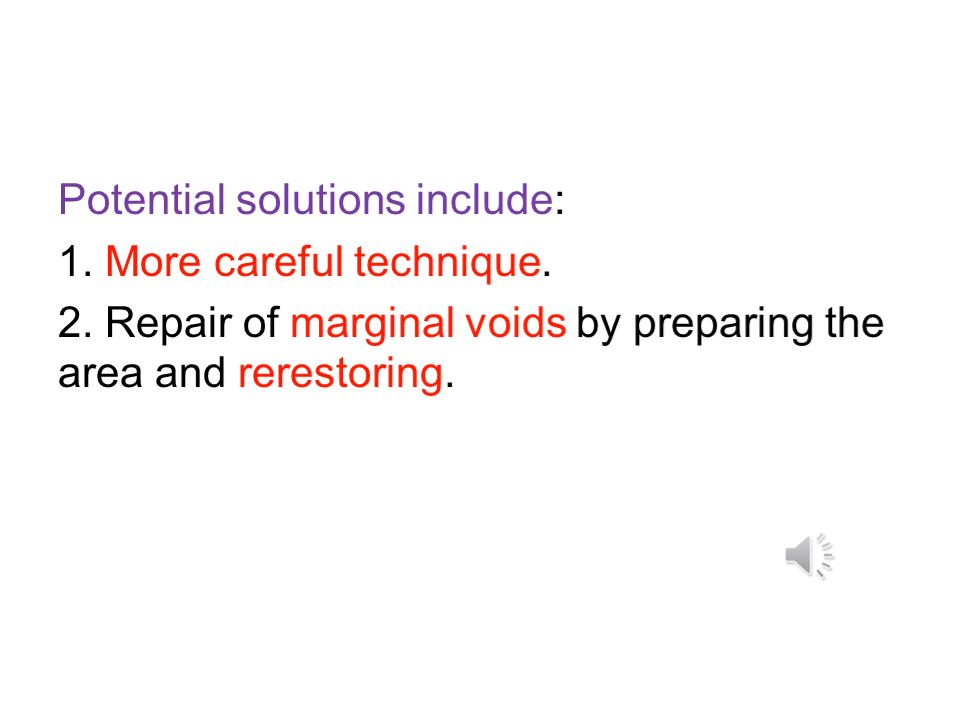 Potential solutions include:
1. More careful technique.
2. Repair of marginal voids by preparing the
area and rerestoring.